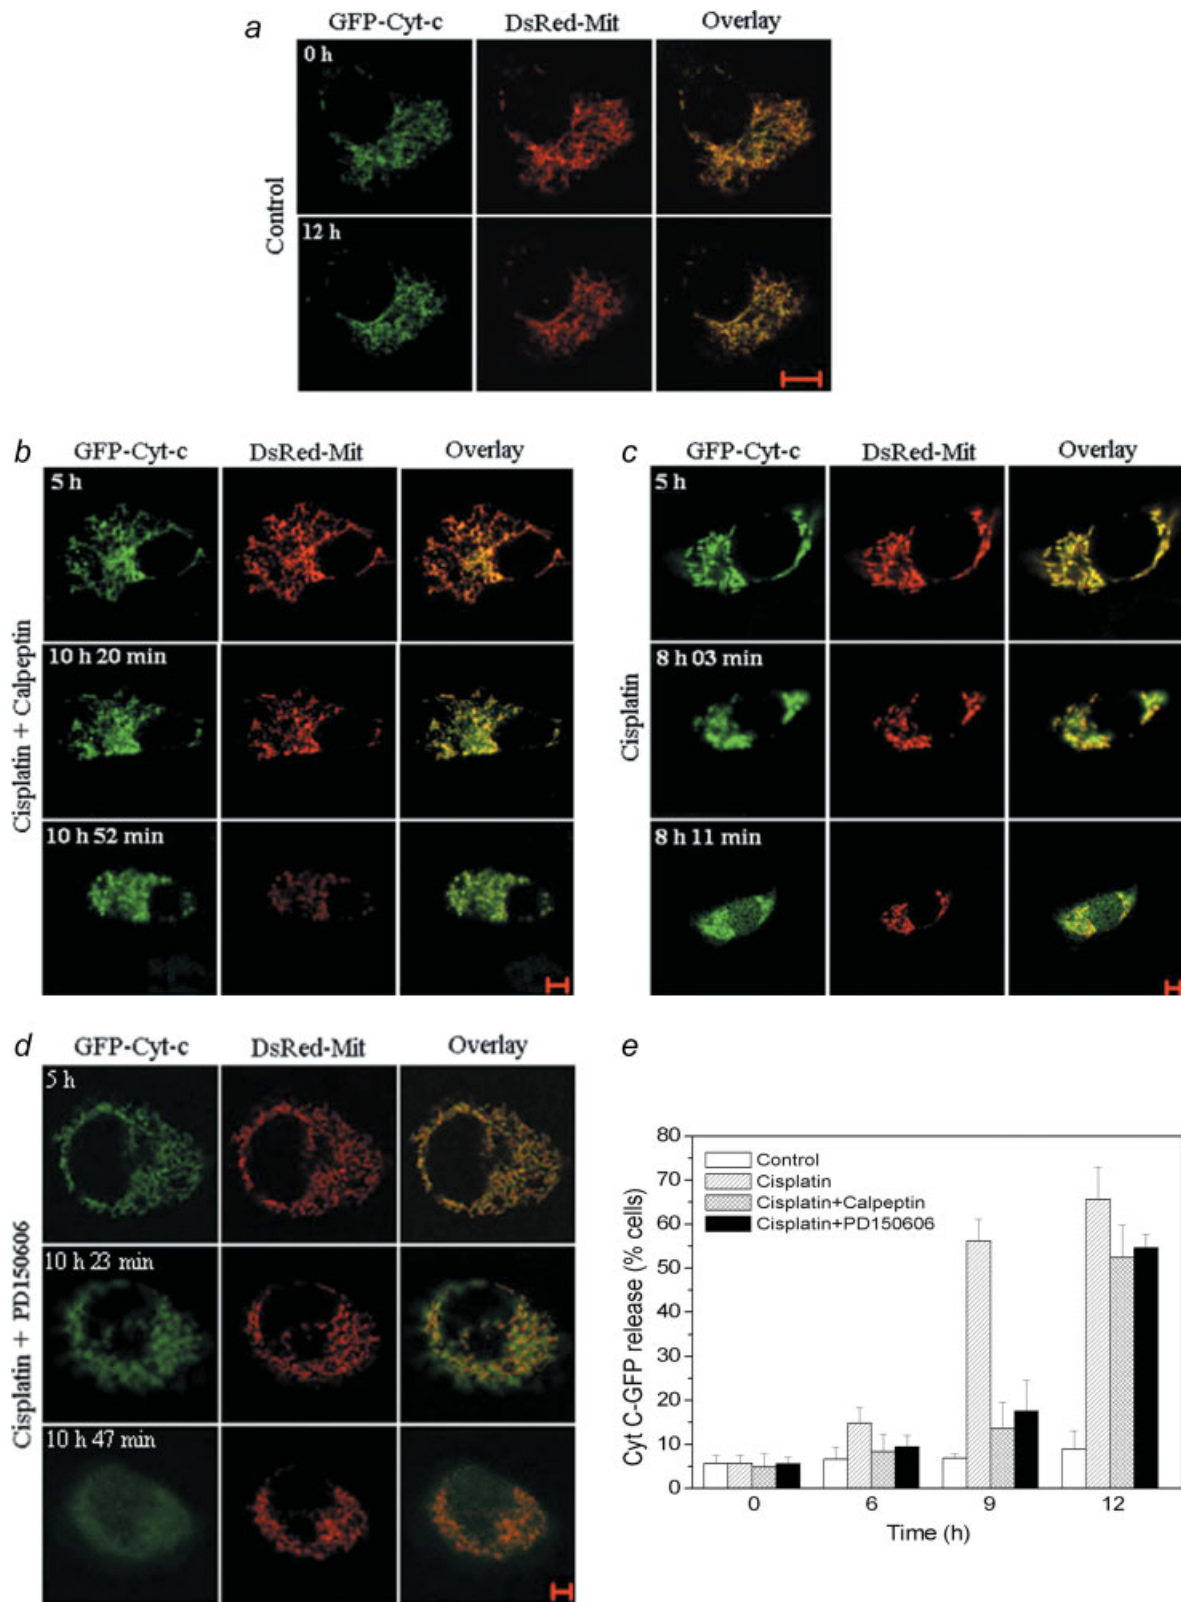 a
GFP-Cyt-c DsRed-Mit Overlay
Control
0 h
12 h
b
GFP-Cyt-c DsRed-Mit Overlay
Cisplatin + Calpeptin
5 h
10 h 20 min
10 h 52 min
c
GFP-Cyt-c DsRed-Mit Overlay
Cisplatin
5 h
8 h 03 min
8 h 11 min
d
GFP-Cyt-c DsRed-Mit Overlay
Cisplatin + PD150606
5 h
10 h 23 min
10 h 47 min
e
Cyt C-GFP release (% cells)
80
70
60
50
40
30
20
10
0
Control
Cisplatin
Cisplatin+Calpeptin
Cisplatin+PD150606
0 6 9 12
Time (h)